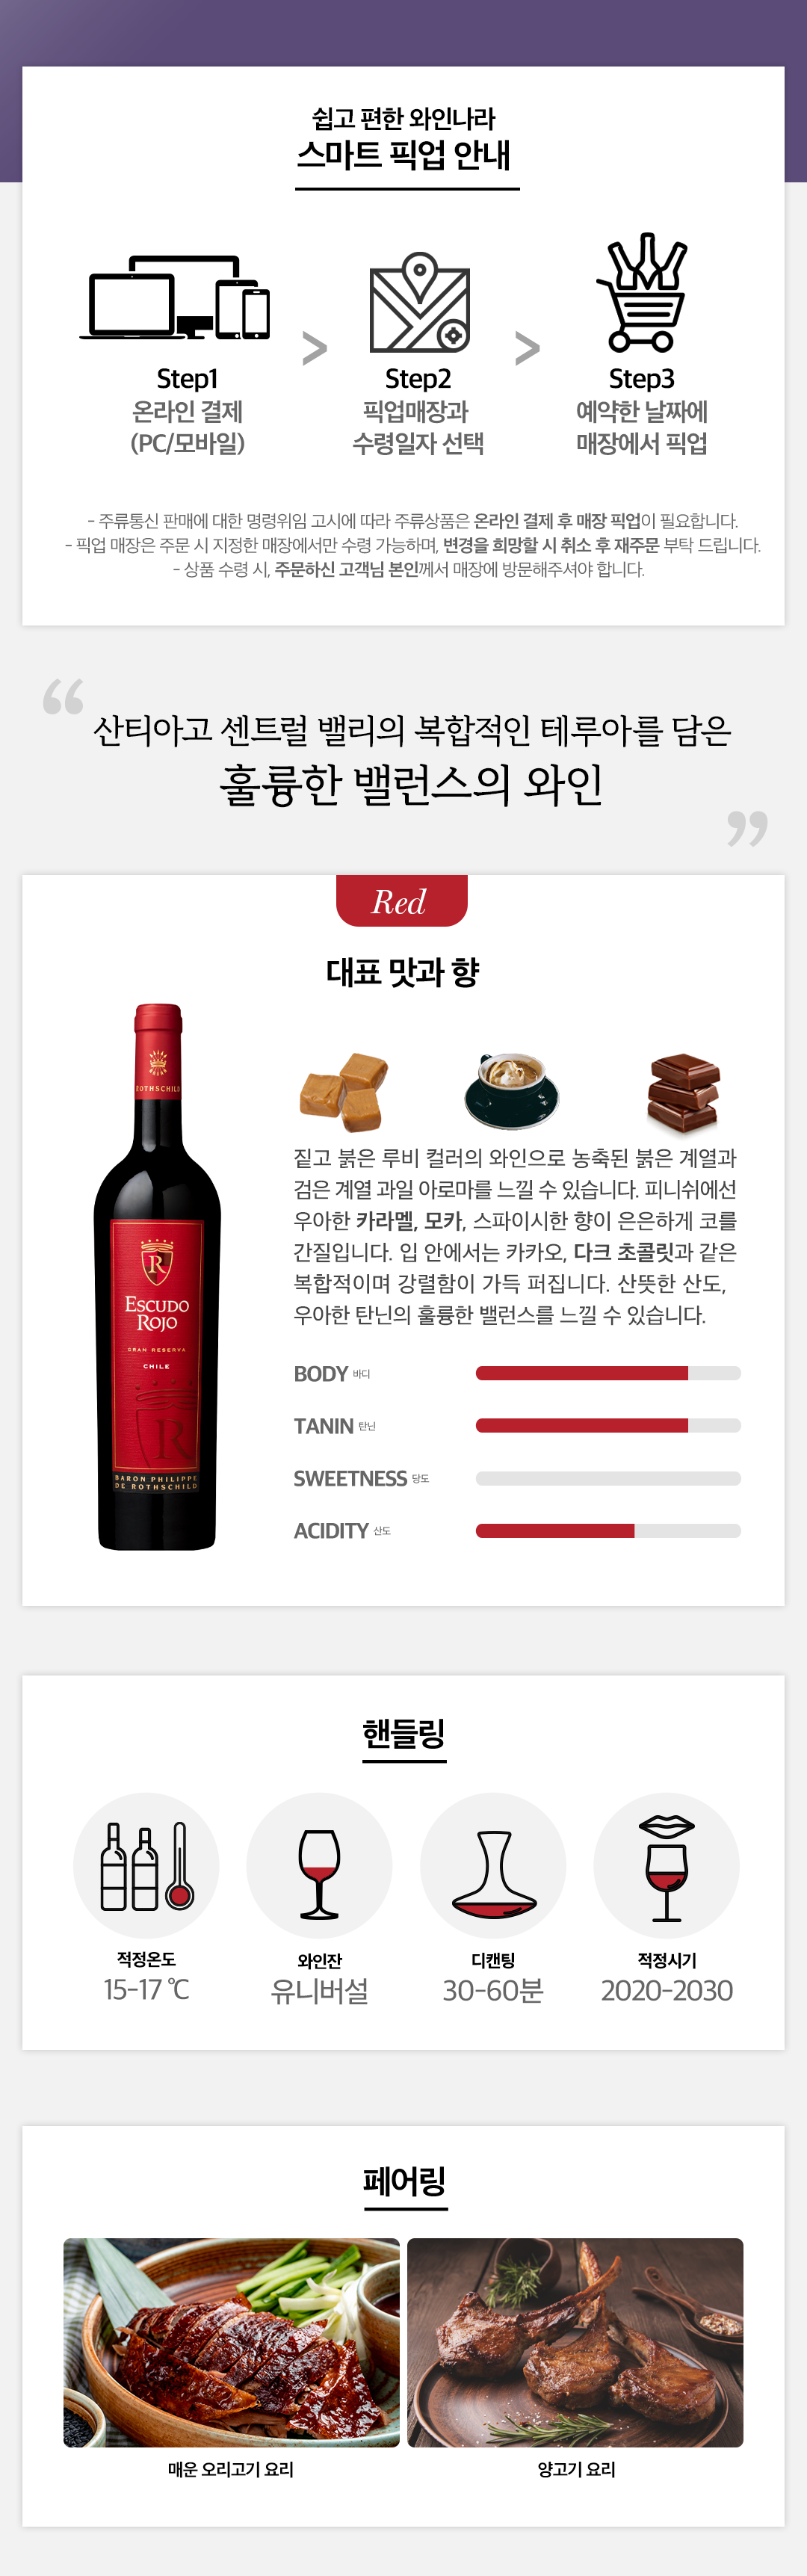 쉽고 편한 와인나라
스마트 픽업 안내
Step1
온라인 결제
(PC/모바일)
>
Step2
픽업매장과
수령일자 선택
>
Step3
예약한 날짜에
매장에서 픽업
- 주류통신 판매에 대한 명령위임 고시에 따라 주류상품은 온라인 결제 후 매장 픽업이 필요합니다.
- 픽업 매장은 주문 시 지정한 매장에서만 수령 가능하며, 변경을 희망할 시 취소 후 재주문 부탁 드립니다.
- 상품 수령 시, 주문하신 고객님 본인께서 매장에 방문해주셔야 합니다.
“ 산티아고 센트럴 밸리의 복합적인 테루아를 담은
훌륭한 밸런스의 와인 ”
Red
대표 맛과 향
ROTHSCHILD
R
ESCUDO
ROJO
GRAN RESERVA
CHILE
R
BARON PHILIPPE
DE ROTHSCHILD
짙고 붉은 루비 컬러의 와인으로 농축된 붉은 계열과
검은 계열 과일 아로마를 느낄 수 있습니다. 피니쉬에선
우아한 카라멜, 모카, 스파이시한 향이 은은하게 코를
간질입니다. 입 안에서는 카카오, 다크 초콜릿과 같은
복합적이며 강렬함이 가득 퍼집니다. 산뜻한 산도,
우아한 탄닌의 훌륭한 밸런스를 느낄 수 있습니다.
BODY 바디
TANIN 탄닌
SWEETNESS 당도
ACIDITY 산도
핸들링
적정온도
15-17 ℃
와인잔
유니버설
디캔팅
30-60분
적정시기
2020-2030
페어링
매운 오리고기 요리
양고기 요리